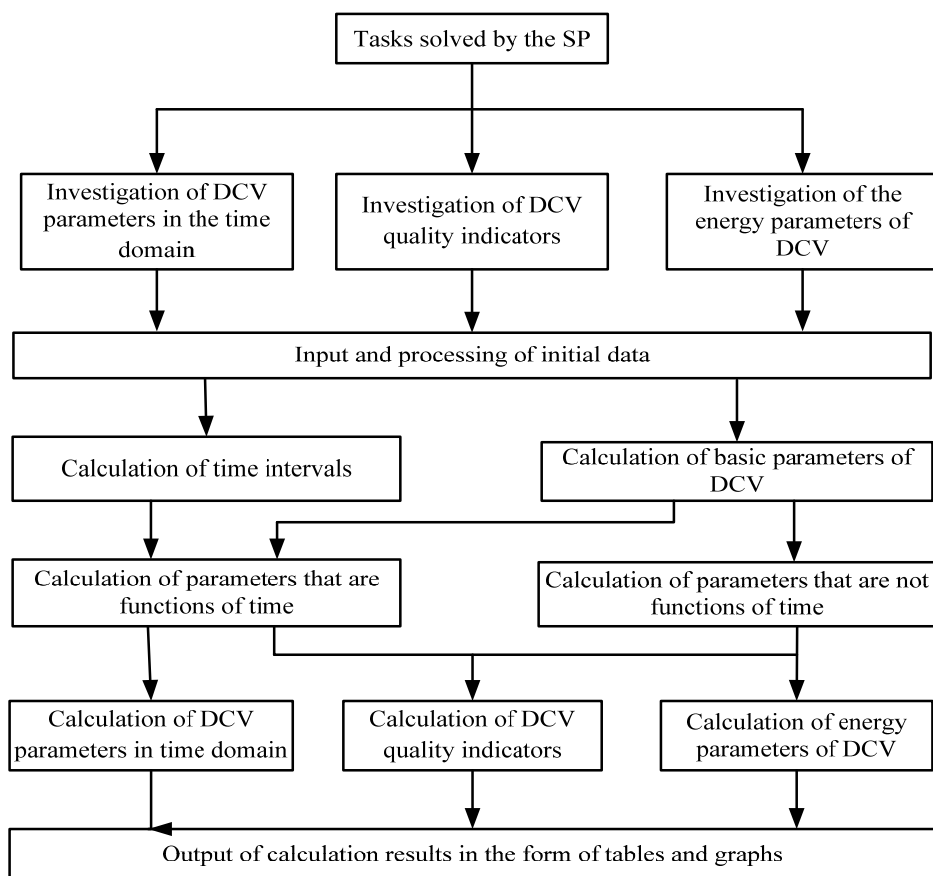 Tasks solved by the SP
Investigation of DCV
parameters in the time
domain
Investigation of DCV
quality indicators
Investigation of the
energy parameters of
DCV
Input and processing of initial data
Calculation of time intervals
Calculation of basic parameters of
DCV
Calculation of parameters that are
functions of time
Calculation of parameters that are not
functions of time
Calculation of DCV
parameters in time domain
Calculation of DCV
quality indicators
Calculation of energy
parameters of DCV
Output of calculation results in the form of tables and graphs